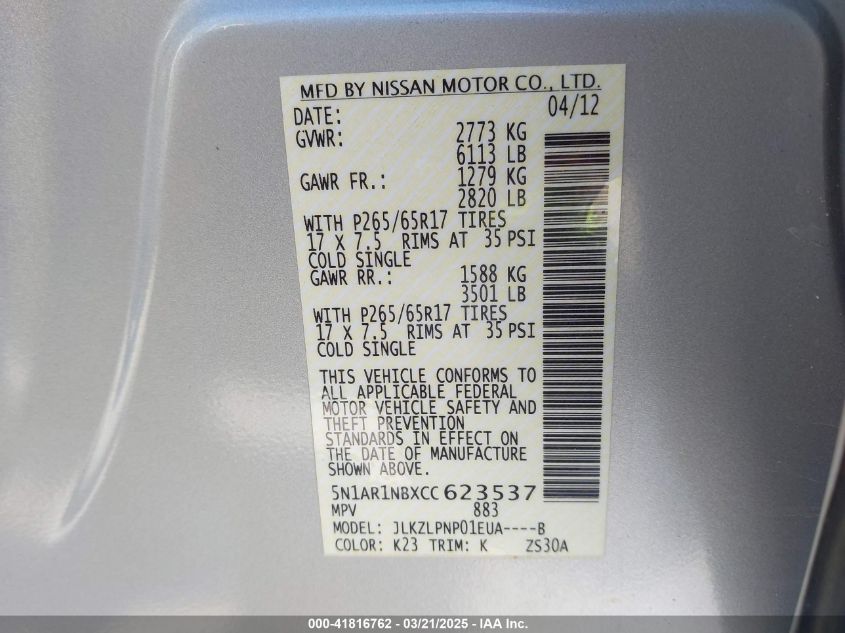 MFD BY NISSAN MOTOR CO., LTD.
DATE: 04/12
GVWR: 2773 KG
6113 LB
GAWR FR.: 1279 KG
2820 LB
WITH P265/65R17 TIRES
17 X 7.5 RIMS AT 35 PSI
COLD SINGLE
GAWR RR.: 1588 KG
3501 LB
WITH P265/65R17 TIRES
17 X 7.5 RIMS AT 35 PSI
COLD SINGLE
THIS VEHICLE CONFORMS TO
ALL APPLICABLE FEDERAL
MOTOR VEHICLE SAFETY AND
THEFT PREVENTION
STANDARDS IN EFFECT ON
THE DATE OF MANUFACTURE
SHOWN ABOVE.
5N1AR1NBXCC623537
MPV 883
MODEL: JLKZLPNP01EUA----B
COLOR: K23 TRIM: K ZS30A
000-41816762 - 03/21/2025 - IAA Inc.